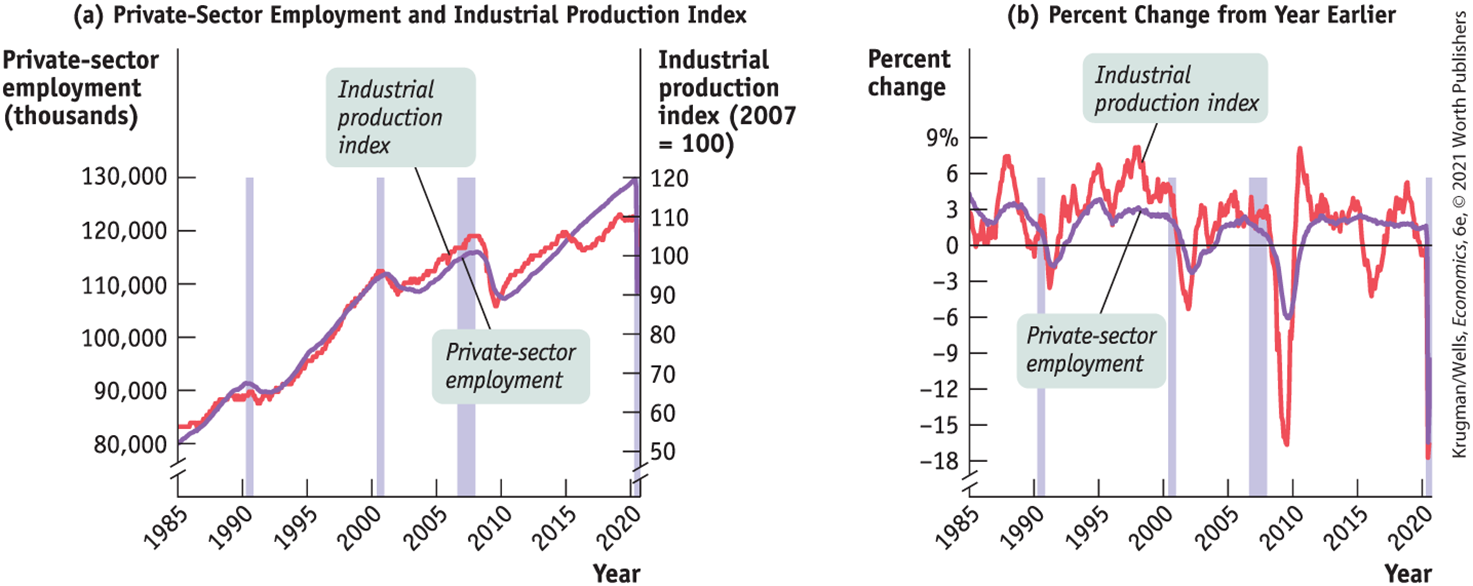 (a) Private-Sector Employment and Industrial Production Index
Private-sector
employment
(thousands)
Industrial
production
index (2007
= 100)
Industrial
production
index
130,000
120,000
110,000
100,000
90,000
80,000
120
110
100
90
80
70
60
50
Private-sector
employment
1985
1990
1995
2000
2005
2010
2015
2020
Year
(b) Percent Change from Year Earlier
Percent
change
Industrial
production index
9%
6
3
0
−3
−6
−9
−12
−15
−18
Private-sector
employment
1985
1990
1995
2000
2005
2010
2015
2020
Year
Krugman/Wells, Economics, 6e, © 2021 Worth Publishers